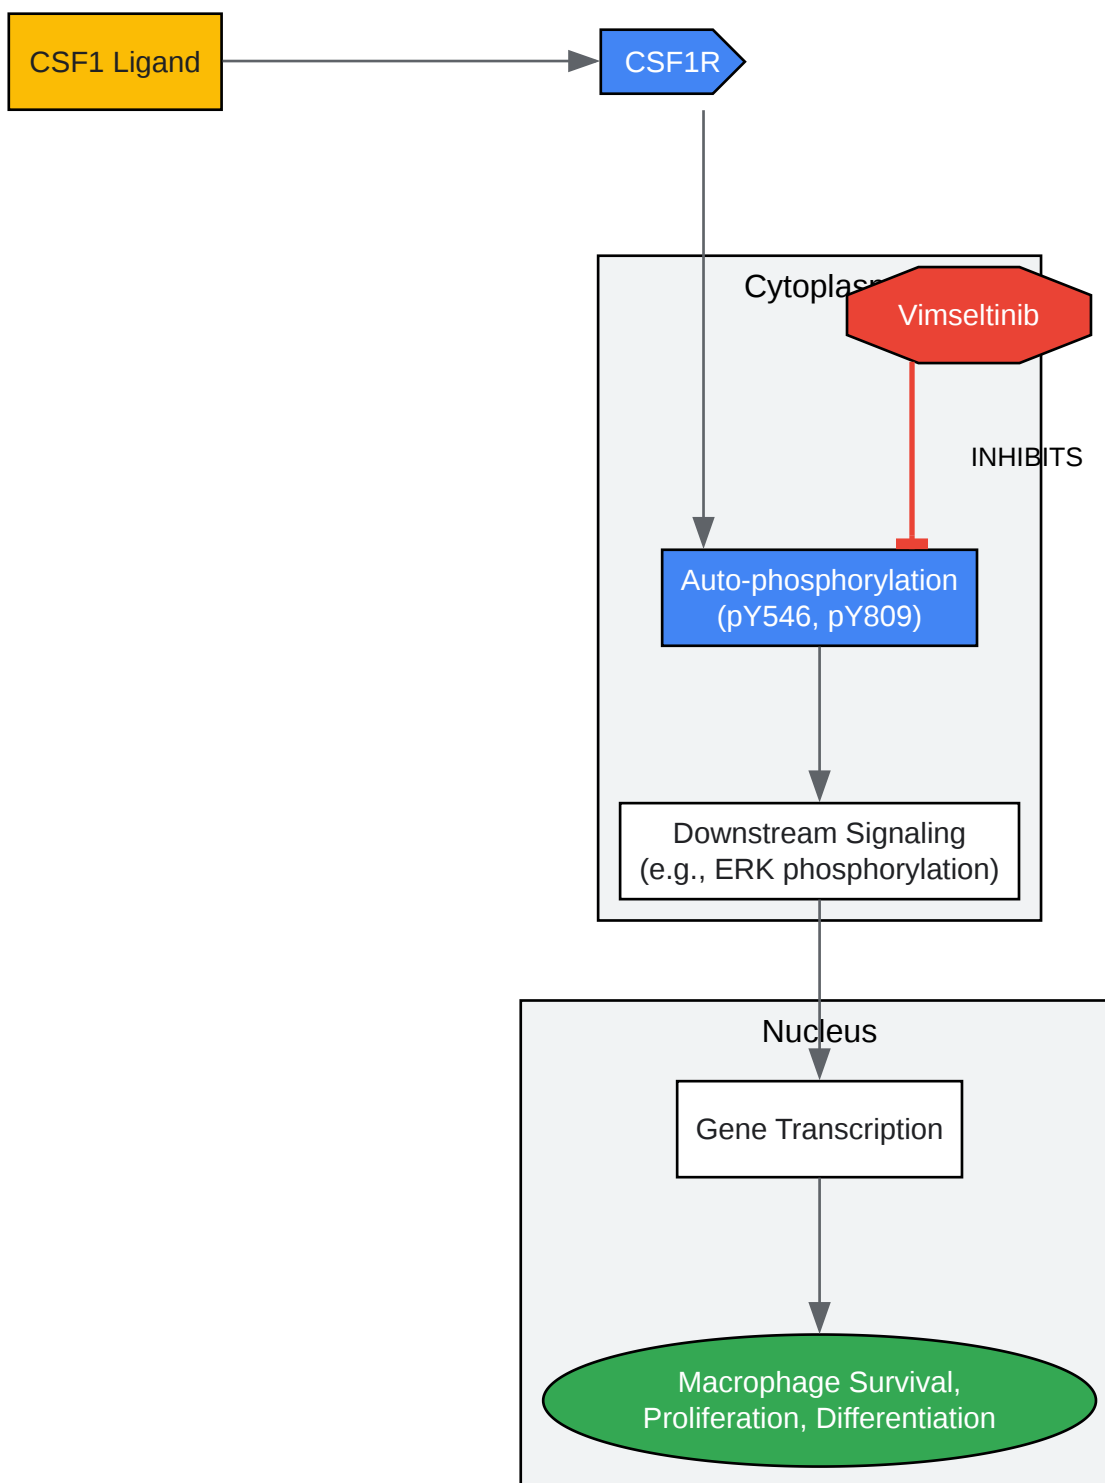 CSF1 Ligand
CSF1R
Vimseltinib
INHIBITS
Auto-phosphorylation
(pY546, pY809)
Downstream Signaling
(e.g., ERK phosphorylation)
Nucleus
Gene Transcription
Macrophage Survival,
Proliferation, Differentiation